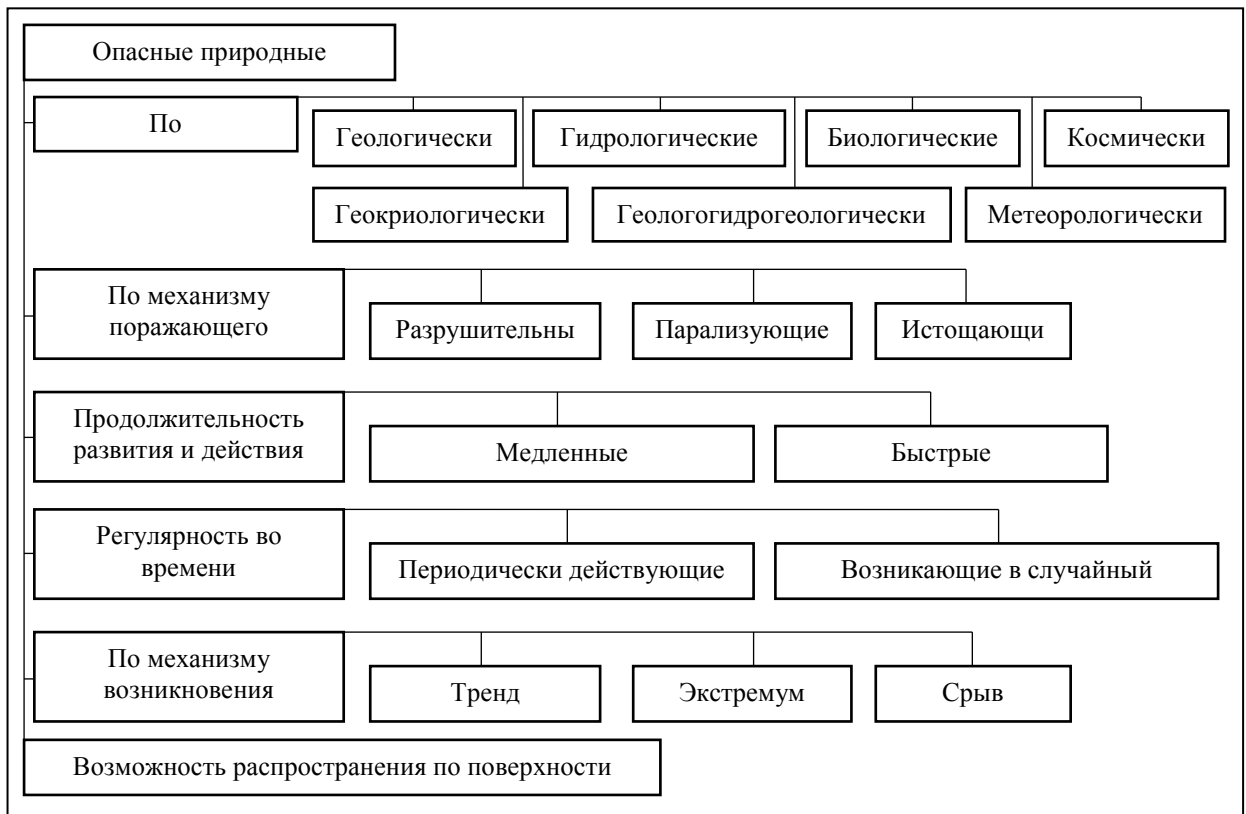 Опасные природные
По
Геологически
Гидрологические
Биологические
Космически
Геокриологически
Геологогидрогеологически
Метеорологически
По механизму
поражающего
Разрушительны
Парализующие
Истощающи
Продолжительность
развития и действия
Медленные
Быстрые
Регулярность во
времени
Периодически действующие
Возникающие в случайный
По механизму
возникновения
Тренд
Экстремум
Срыв
Возможность распространения по поверхности